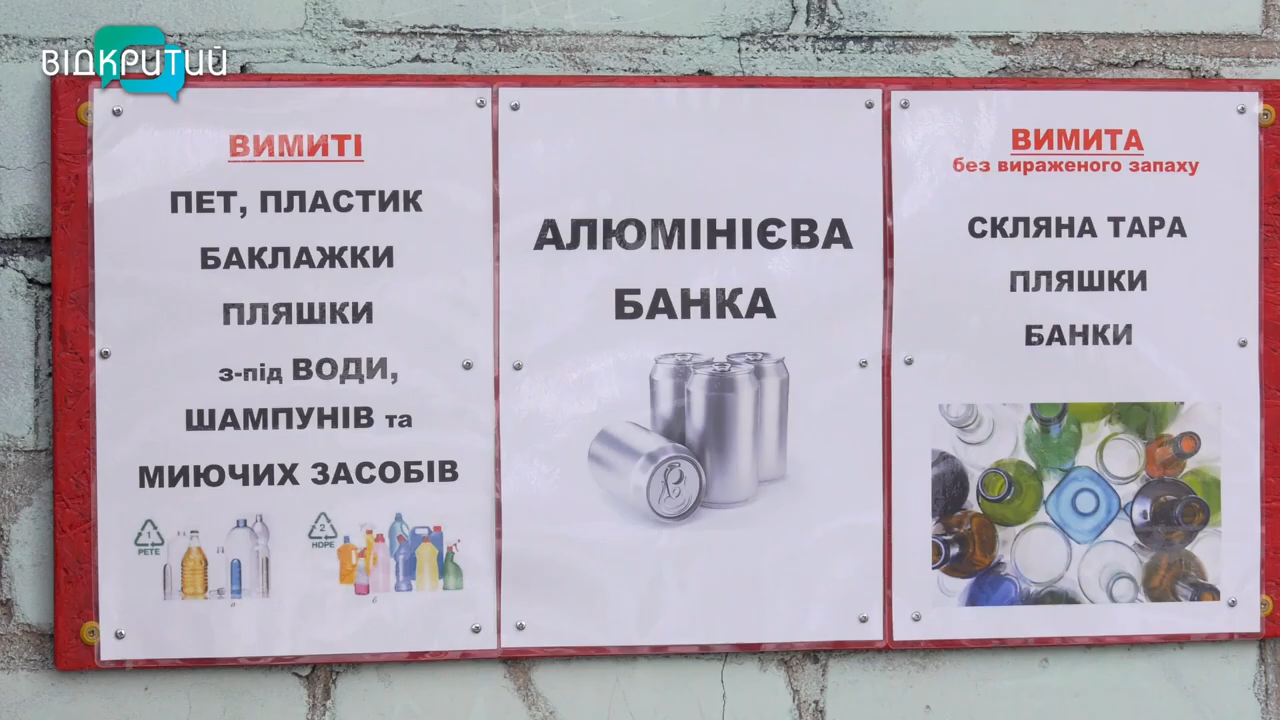 ВІДКРИТИЙ
ВИМИТІ
ПЕТ, ПЛАСТИК
БАКЛАЖКИ
ПЛЯШКИ
з-під ВОДИ,
ШАМПУНІВ та
МИЮЧИХ ЗАСОБІВ
1
PETE
2
HDPE
а
б
АЛЮМІНІЄВА
БАНКА
ВИМИТА
без вираженого запаху
СКЛЯНА ТАРА
ПЛЯШКИ
БАНКИ